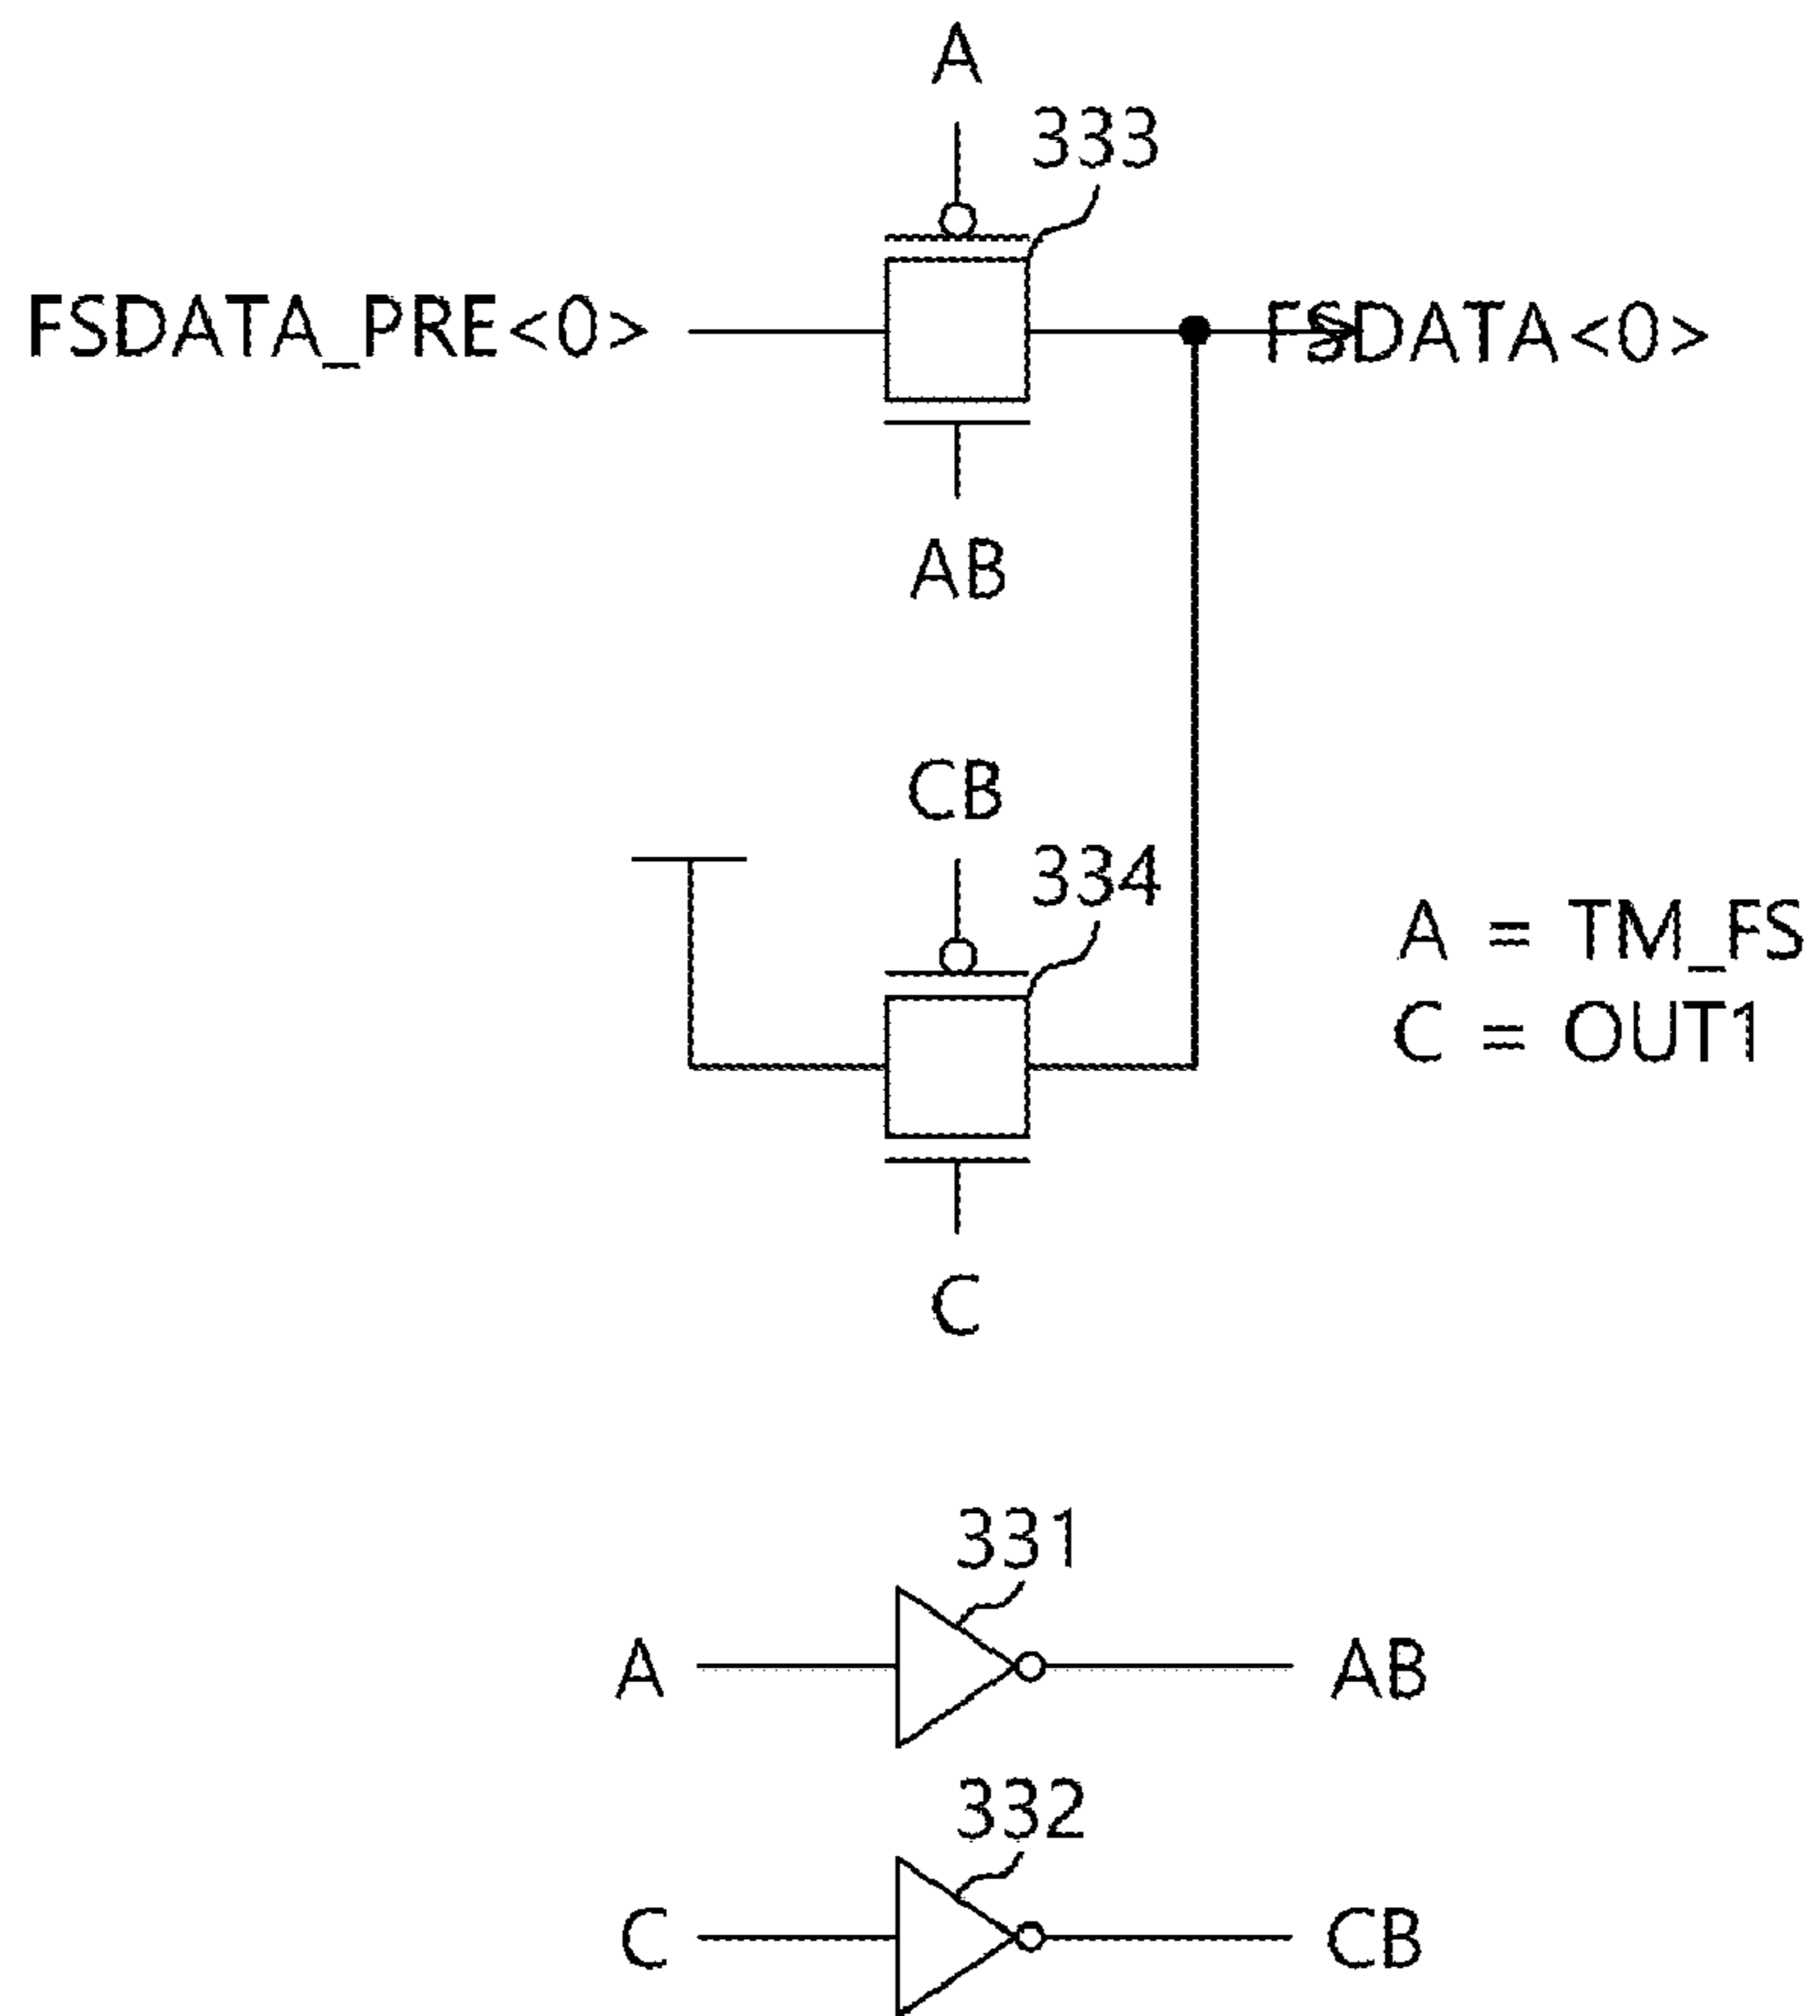 A
333
FSDATA_PRE<0>
FSDATA<0>
AB
CB
334
A = TM_FS
C = OUT1
C
331
A
AB
332
C
CB